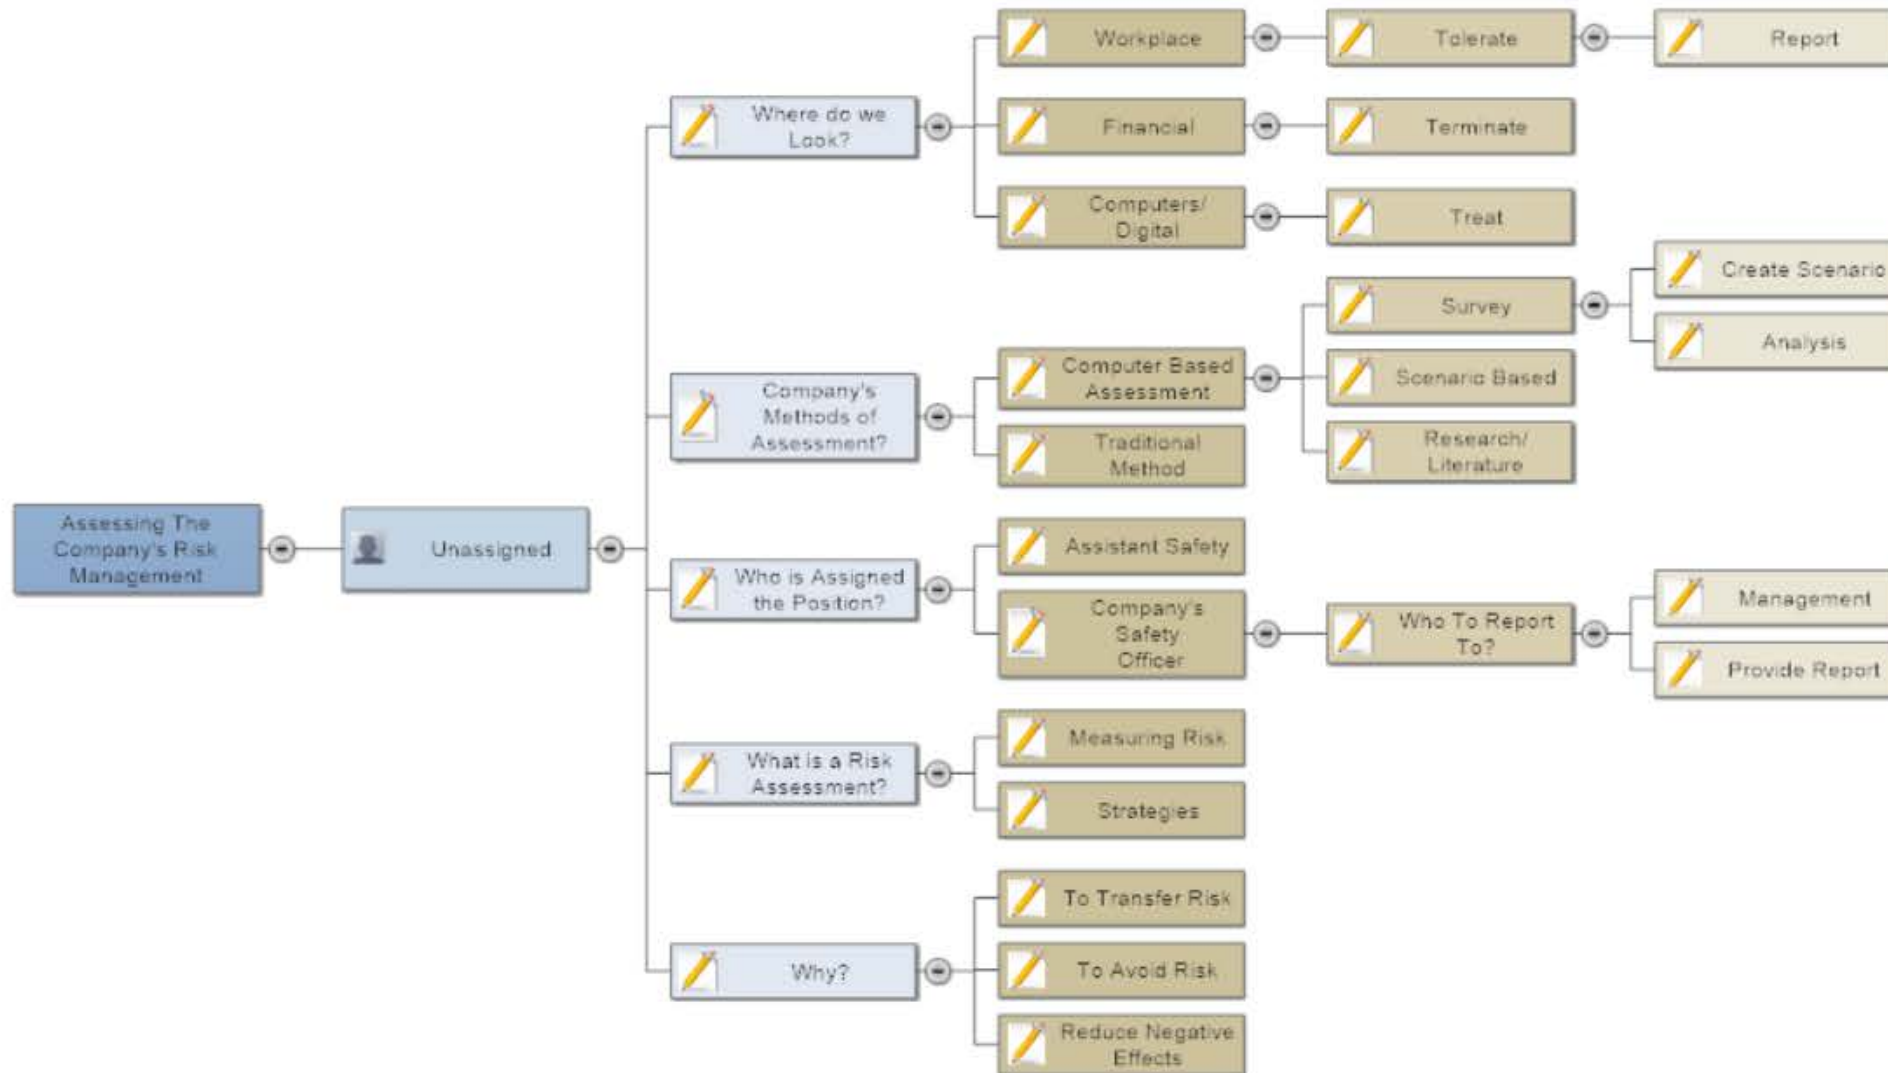 Assessing The
Company's Risk
Management
Unassigned
Where do we
Look?
Workplace
Tolerate
Report
Financial
Terminate
Computers/
Digital
Treat
Company's
Methods of
Assessment?
Computer Based
Assessment
Survey
Create Scenario
Analysis
Scenario Based
Research/
Literature
Traditional
Method
Who is Assigned
the Position?
Assistant Safety
Company's
Safety
Officer
Who To Report
To?
Management
Provide Report
What is a Risk
Assessment?
Measuring Risk
Strategies
Why?
To Transfer Risk
To Avoid Risk
Reduce Negative
Effects